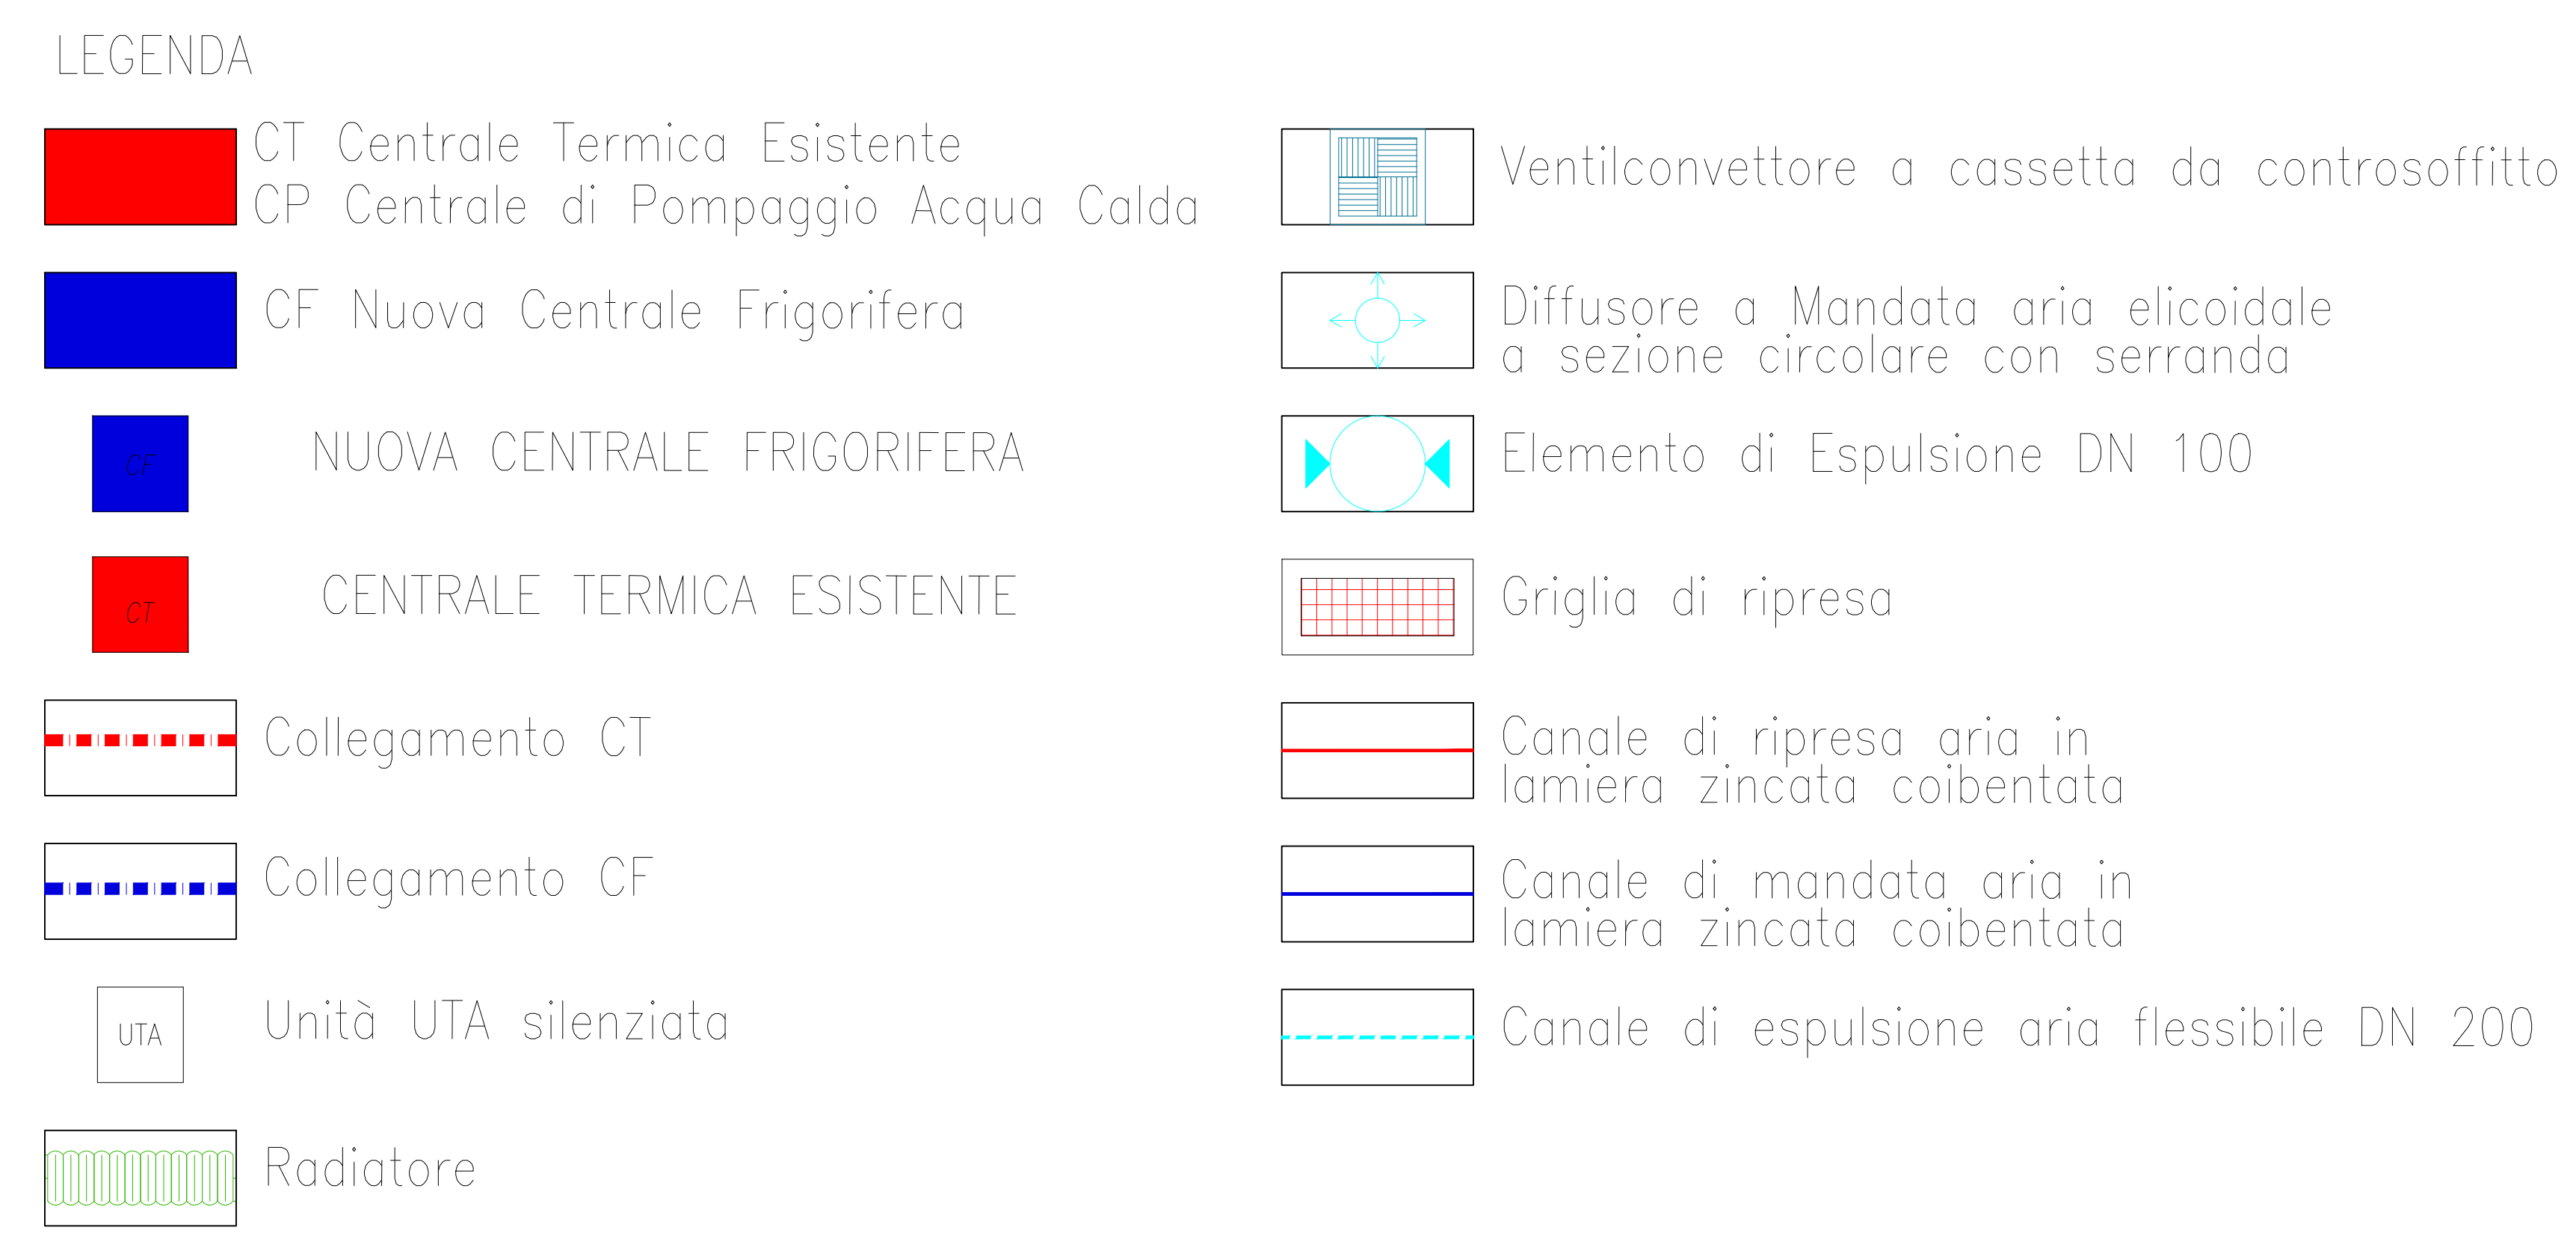 LEGENDA
CT Centrale Termica Esistente
CP Centrale di Pompaggio Acqua Calda
CF Nuova Centrale Frigorifera
CF NUOVA CENTRALE FRIGORIFERA
CT CENTRALE TERMICA ESISTENTE
Collegamento CT
Collegamento CF
UTA Unità UTA silenziata
Radiatore
Ventilconvettore a cassetta da controsoffitto
Diffusore a Mandata aria elicoidale
a sezione circolare con serranda
Elemento di Espulsione DN 100
Griglia di ripresa
Canale di ripresa aria in
lamiera zincata coibentata
Canale di mandata aria in
lamiera zincata coibentata
Canale di espulsione aria flessibile DN 200